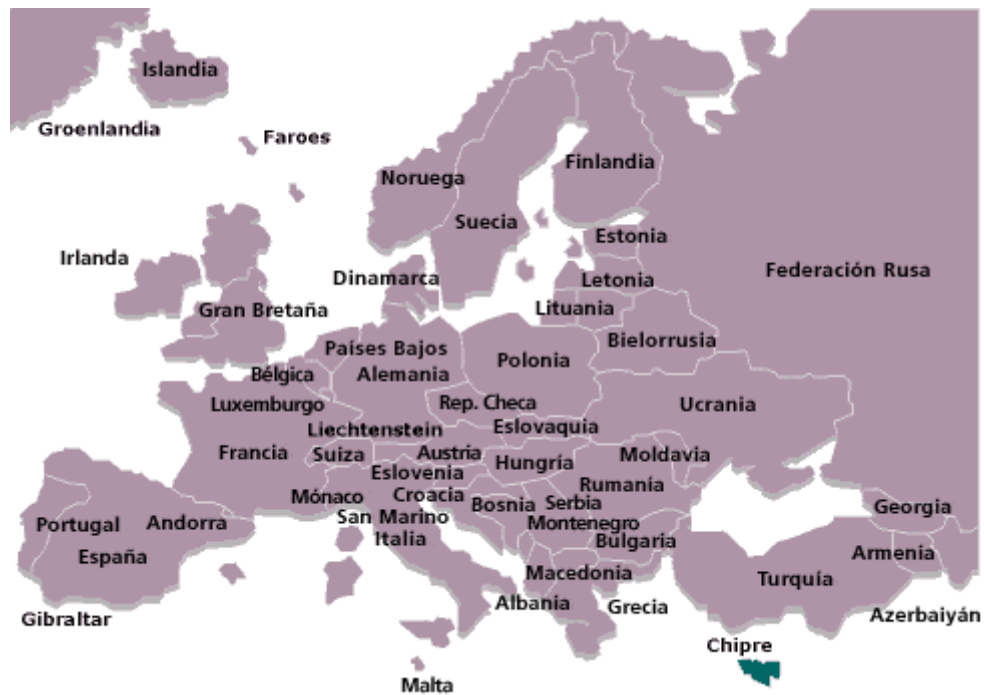 Islandia
Groenlandia
Faroes
Finlandia
Noruega
Suecia
Estonia
Irlanda
Federación Rusa
Dinamarca
Letonia
Gran Bretaña
Lituania
Bielorrusia
Países Bajos
Polonia
Bélgica
Alemania
Luxemburgo
Rep. Checa
Ucrania
Liechtenstein
Eslovaquia
Francia
Suiza
Austria
Moldavia
Hungría
Eslovenia
Rumanía
Mónaco
Croacia
Bosnia
Serbia
Georgia
Portugal
Andorra
San Marino
Montenegro
Italia
Bulgaria
Armenia
España
Macedonia
Turquía
Albania
Grecia
Gibraltar
Azerbaiyán
Chipre
Malta